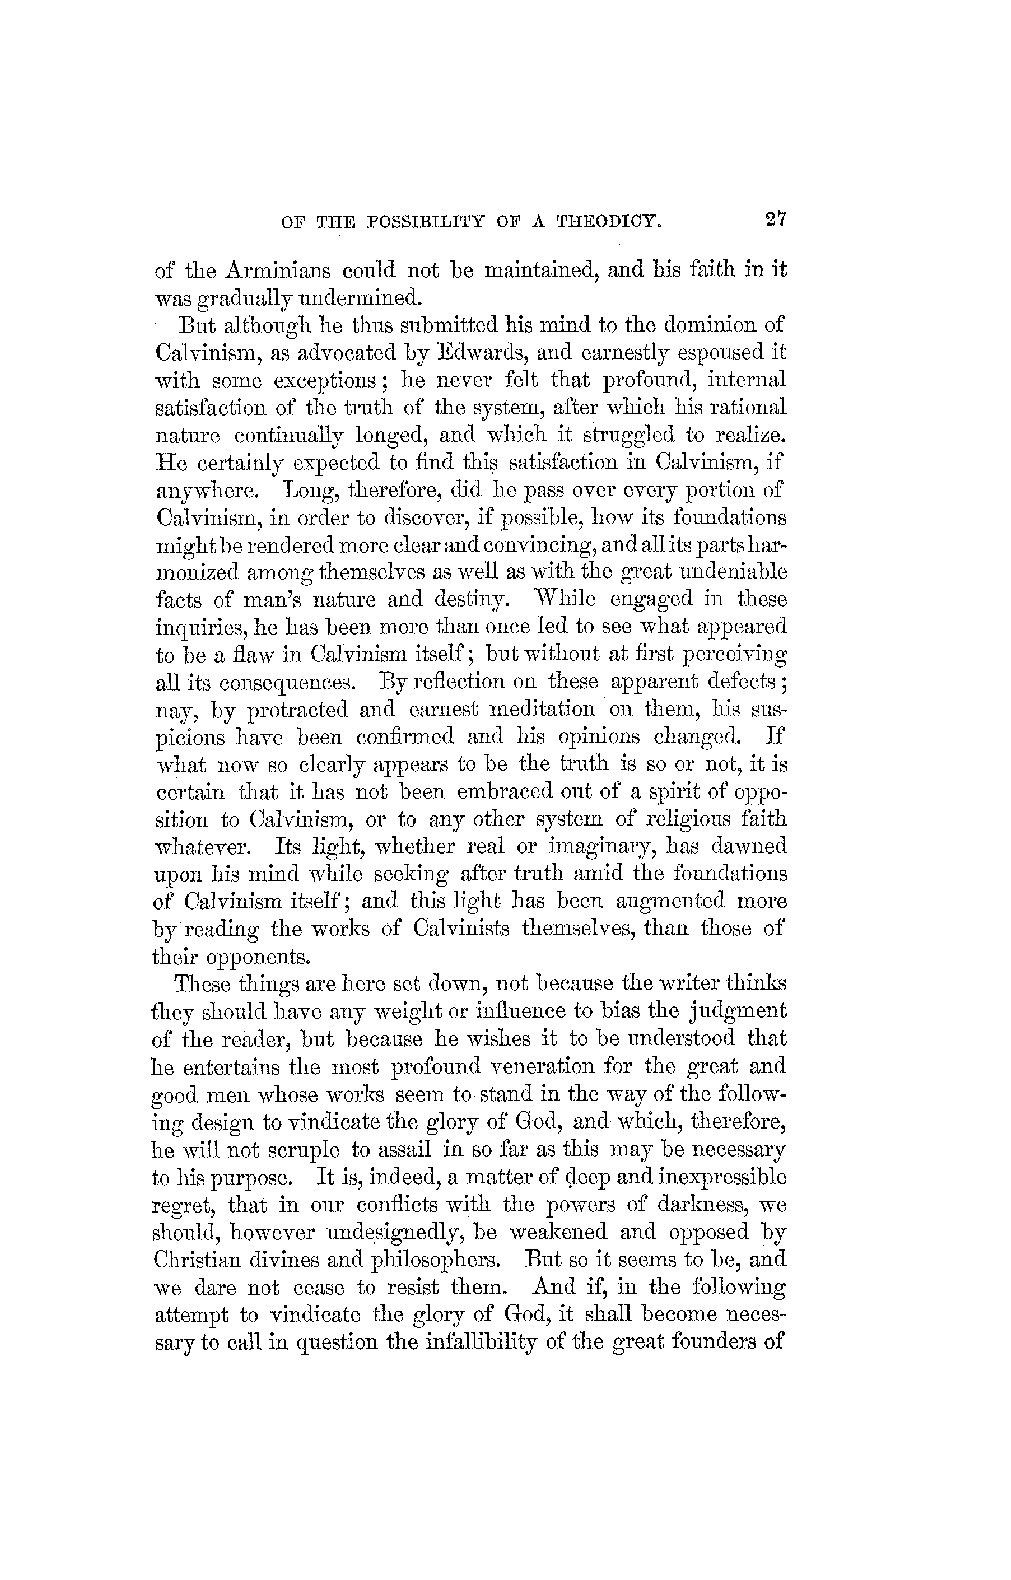 OF THE POSSIBILITY OF A THEODICY. 27
of the Arminians could not be maintained, and his faith in it
was gradually undermined.
But although he thus submitted his mind to the dominion of
Calvinism, as advocated by Edwards, and earnestly espoused it
with some exceptions; he never felt that profound, internal
satisfaction of the truth of the system, after which his rational
nature continually longed, and which it struggled to realize.
He certainly expected to find this satisfaction in Calvinism, if
anywhere. Long, therefore, did he pass over every portion of
Calvinism, in order to discover, if possible, how its foundations
might be rendered more clear and convincing, and all its parts har-
monized among themselves as well as with the great undeniable
facts of man's nature and destiny. While engaged in these
inquiries, he has been more than once led to see what appeared
to be a flaw in Calvinism itself; but without at first perceiving
all its consequences. By reflection on these apparent defects;
nay, by protracted and earnest meditation on them, his sus-
picions have been confirmed and his opinions changed. If
what now so clearly appears to be the truth is so or not, it is
certain that it has not been embraced out of a spirit of oppo-
sition to Calvinism, or to any other system of religious faith
whatever. Its light, whether real or imaginary, has dawned
upon his mind while seeking after truth amid the foundations
of Calvinism itself; and this light has been augmented more
by reading the works of Calvinists themselves, than those of
their opponents.
These things are here set down, not because the writer thinks
they should have any weight or influence to bias the judgment
of the reader, but because he wishes it to be understood that
he entertains the most profound veneration for the great and
good men whose works seem to stand in the way of the follow-
ing design to vindicate the glory of God, and which, therefore,
he will not scruple to assail in so far as this may be necessary
to his purpose. It is, indeed, a matter of deep and inexpressible
regret, that in our conflicts with the powers of darkness, we
should, however undesignedly, be weakened and opposed by
Christian divines and philosophers. But so it seems to be, and
we dare not cease to resist them. And if, in the following
attempt to vindicate the glory of God, it shall become neces-
sary to call in question the infallibility of the great founders of